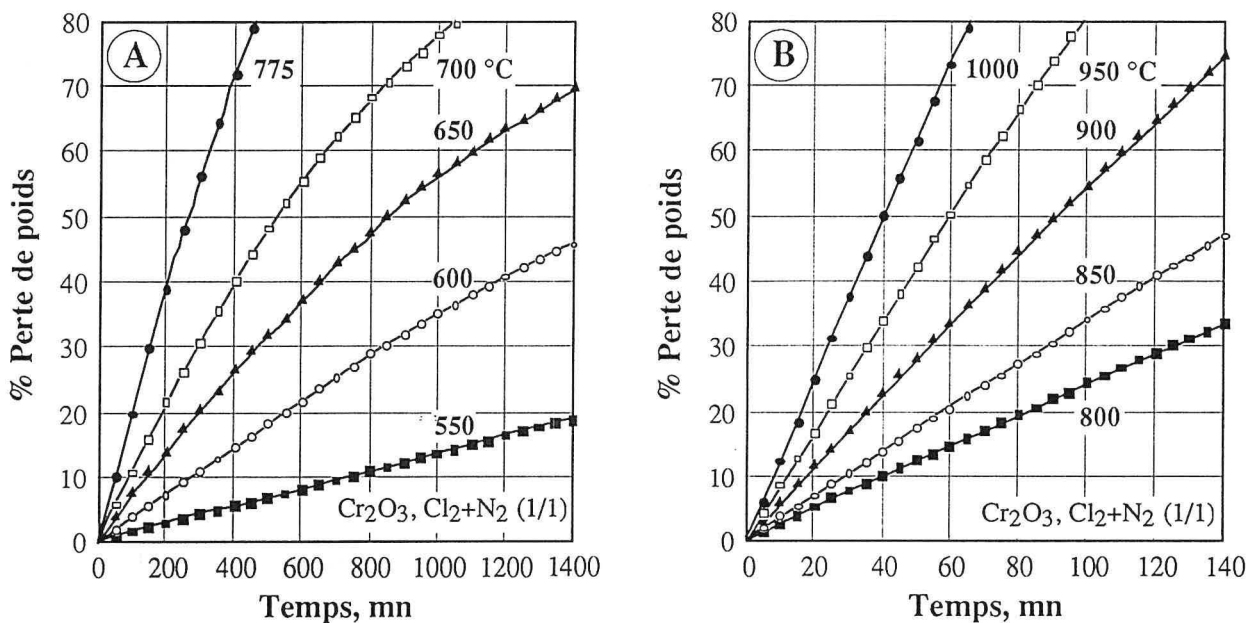 A
% Perte de poids
80
70
60
50
40
30
20
10
0
775
700 °C
650
600
550
Cr₂O₃, Cl₂+N₂ (1/1)
0 200 400 600 800 1000 1200 1400
Temps, mn
B
% Perte de poids
80
70
60
50
40
30
20
10
0
1000
950 °C
900
850
800
Cr₂O₃, Cl₂+N₂ (1/1)
0 20 40 60 80 100 120 140
Temps, mn